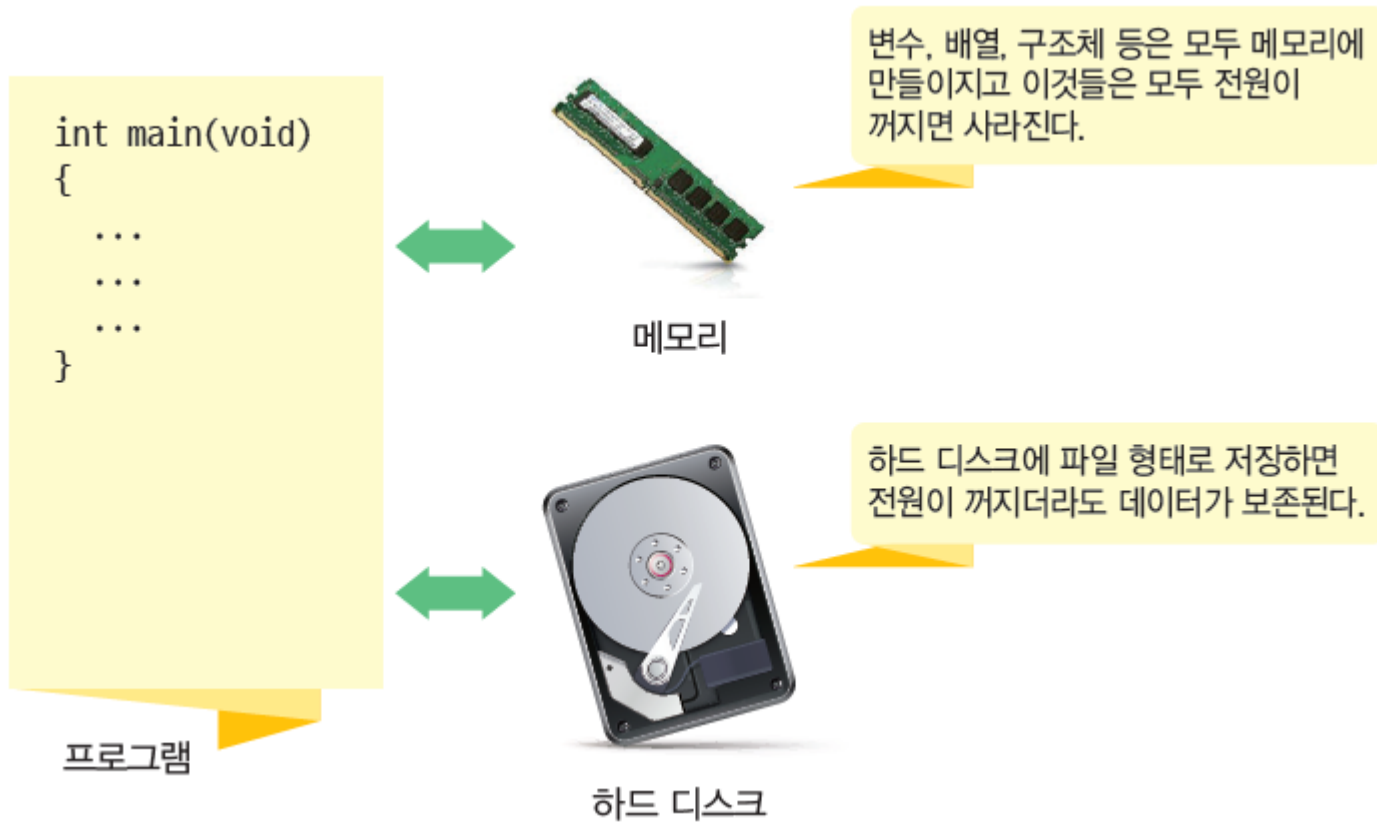 int main(void)
{
...
...
...
}
프로그램
메모리
변수, 배열, 구조체 등은 모두 메모리에
만들이지고 이것들은 모두 전원이
꺼지면 사라진다.
하드 디스크
하드 디스크에 파일 형태로 저장하면
전원이 꺼지더라도 데이터가 보존된다.